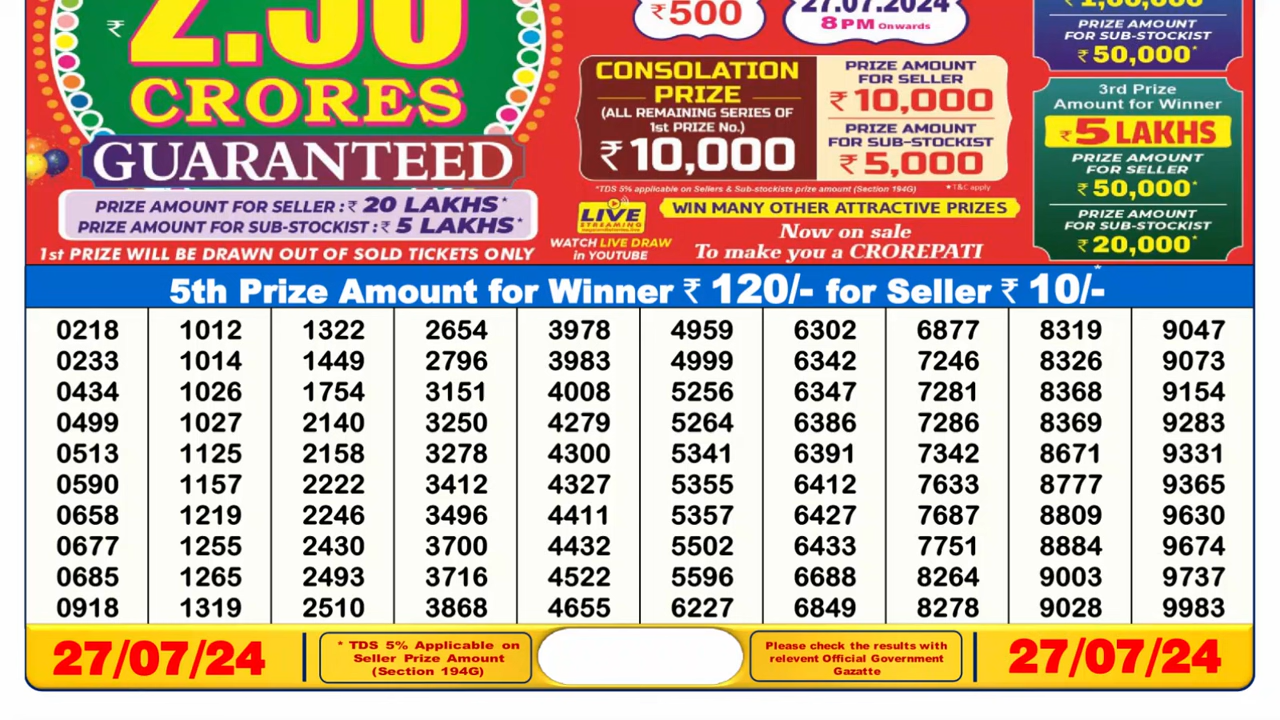 ₹ 2.50
CRORES
GUARANTEED
PRIZE AMOUNT FOR SELLER :₹ 20 LAKHS*
PRIZE AMOUNT FOR SUB-STOCKIST :₹ 5 LAKHS*
1st PRIZE WILL BE DRAWN OUT OF SOLD TICKETS ONLY
₹500
27.07.2024
8 PM Onwards
CONSOLATION
PRIZE
(ALL REMAINING SERIES OF
1st PRIZE No.)
₹ 10,000
PRIZE AMOUNT
FOR SELLER
₹ 10,000
PRIZE AMOUNT
FOR SUB-STOCKIST
₹ 5,000
*TDS 5% applicable on Sellers & Sub-stockists prize amount (Section 194G)
*T&C apply
LIVE
STREAMING
WATCH LIVE DRAW
in YOUTUBE
WIN MANY OTHER ATTRACTIVE PRIZES
Now on sale
To make you a CROREPATI
PRIZE AMOUNT
FOR SUB-STOCKIST
₹ 50,000*
3rd Prize
Amount for Winner
₹ 5 LAKHS
PRIZE AMOUNT
FOR SELLER
₹ 50,000*
PRIZE AMOUNT
FOR SUB-STOCKIST
₹ 20,000*
5th Prize Amount for Winner ₹ 120/- for Seller ₹ 10/-*
0218 1012 1322 2654 3978 4959 6302 6877 8319 9047
0233 1014 1449 2796 3983 4999 6342 7246 8326 9073
0434 1026 1754 3151 4008 5256 6347 7281 8368 9154
0499 1027 2140 3250 4279 5264 6386 7286 8369 9283
0513 1125 2158 3278 4300 5341 6391 7342 8671 9331
0590 1157 2222 3412 4327 5355 6412 7633 8777 9365
0658 1219 2246 3496 4411 5357 6427 7687 8809 9630
0677 1255 2430 3700 4432 5502 6433 7751 8884 9674
0685 1265 2493 3716 4522 5596 6688 8264 9003 9737
0918 1319 2510 3868 4655 6227 6849 8278 9028 9983
27/07/24
* TDS 5% Applicable on
Seller Prize Amount
(Section 194G)
Please check the results with
relevent Official Government
Gazatte
27/07/24